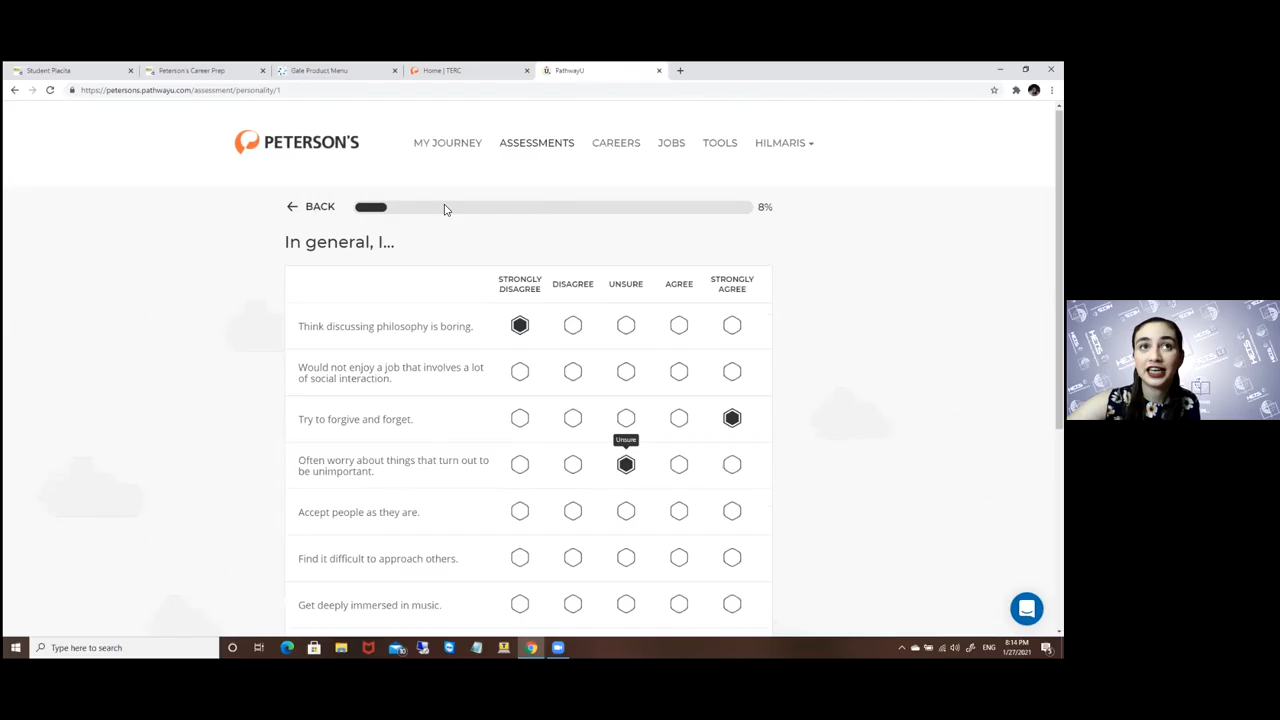 Student Placita
Peterson's Career Prep
Gale Product Menu
Home | TERC
PathwayU
https://petersons.pathwayu.com/assessment/personality/1
PETERSON'S
MY JOURNEY
ASSESSMENTS
CAREERS
JOBS
TOOLS
HILMARIS
BACK
8%
In general, I...
STRONGLY
DISAGREE
DISAGREE
UNSURE
AGREE
STRONGLY
AGREE
Think discussing philosophy is boring.
Would not enjoy a job that involves a lot
of social interaction.
Try to forgive and forget.
Unsure
Often worry about things that turn out to
be unimportant.
Accept people as they are.
Find it difficult to approach others.
Get deeply immersed in music.
Type here to search
ENG
8:14 PM
1/27/2021
HETS